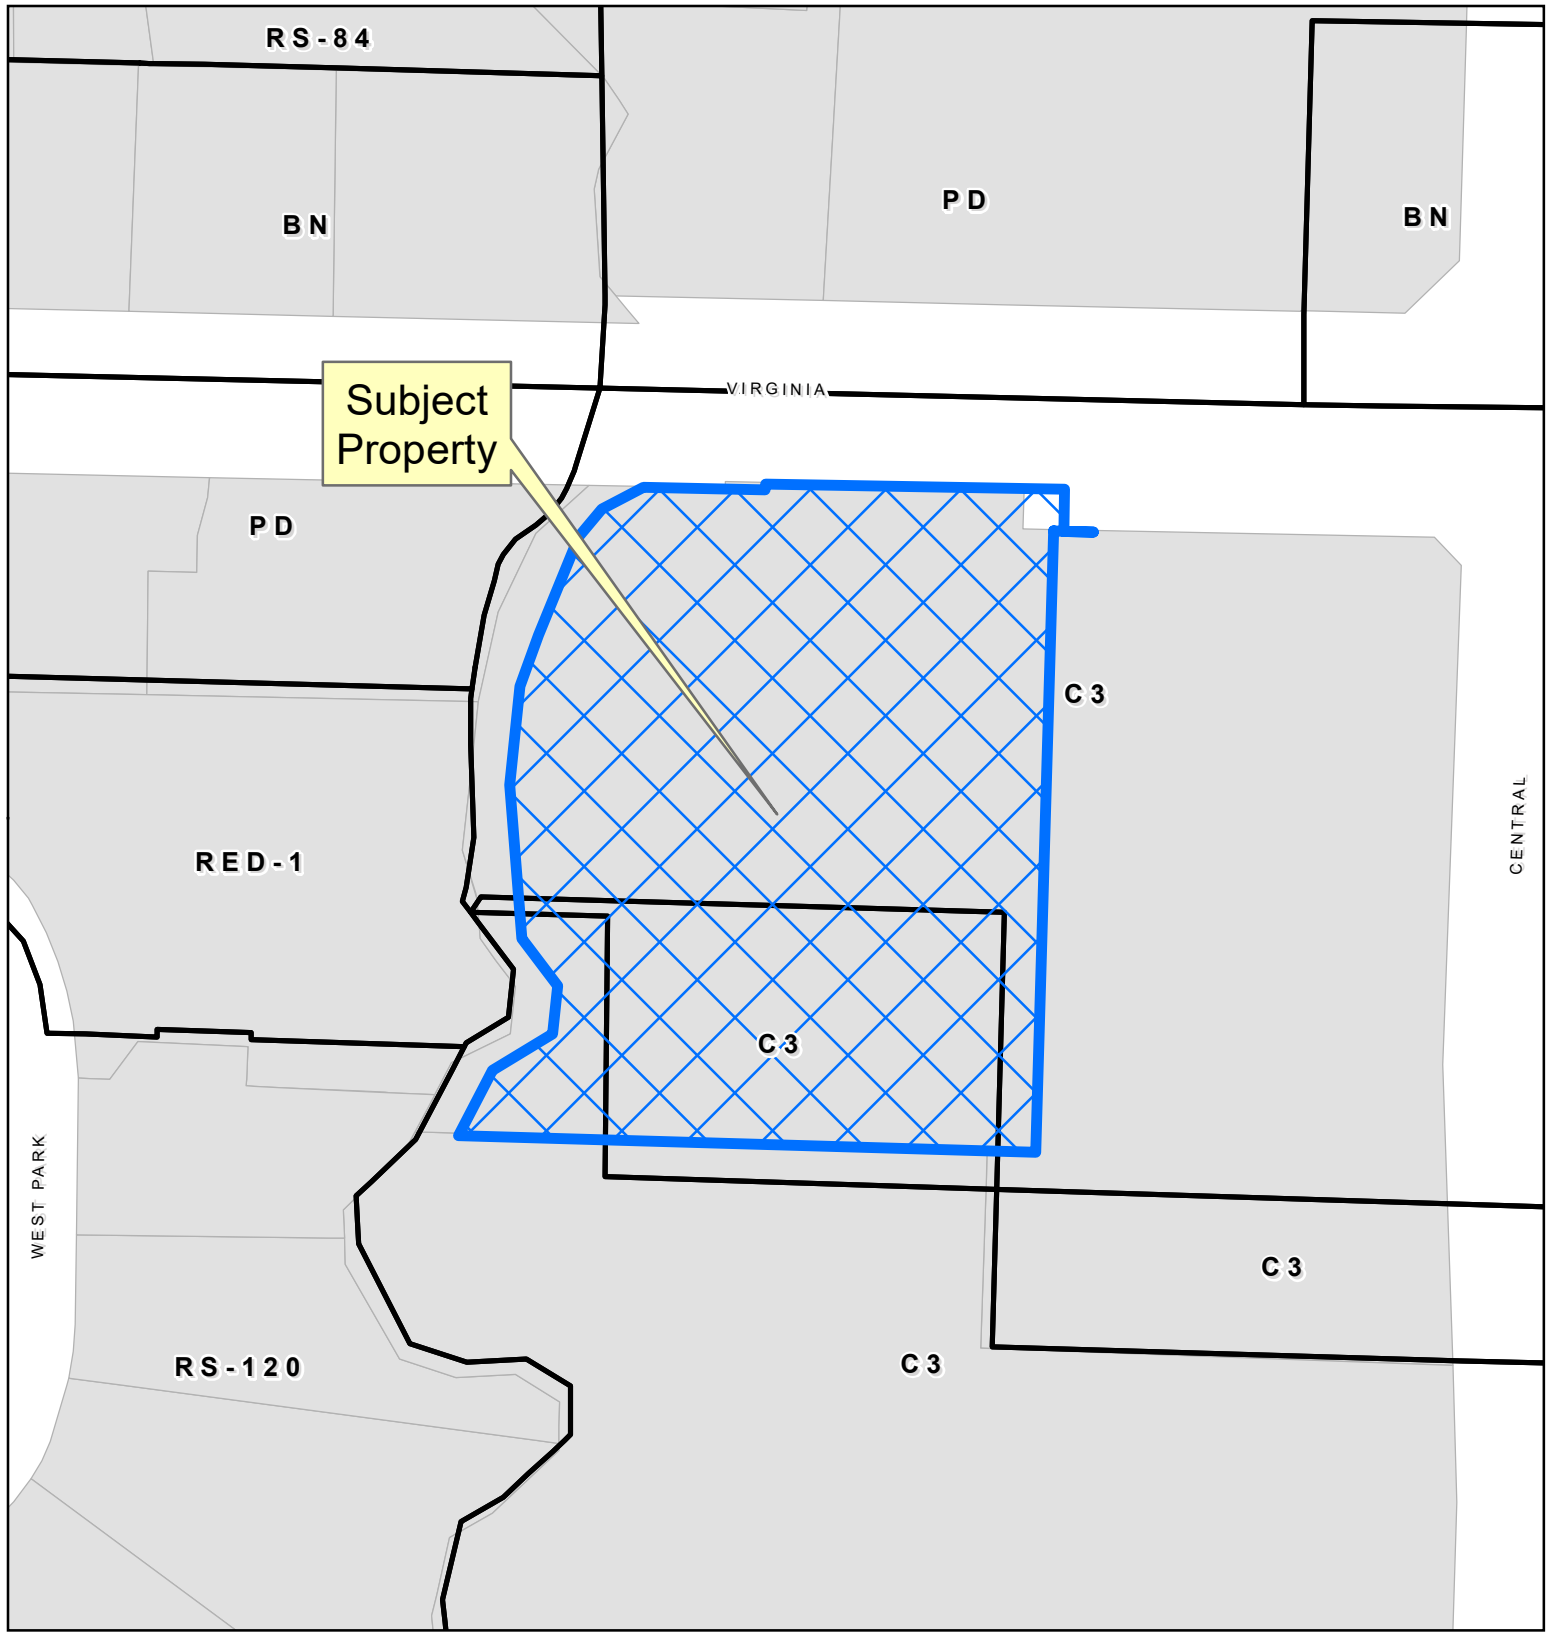 RS-84
PD
BN
BN
VIRGINIA
Subject
Property
PD
C3
CENTRAL
RED-1
C3
WEST PARK
C3
C3
RS-120